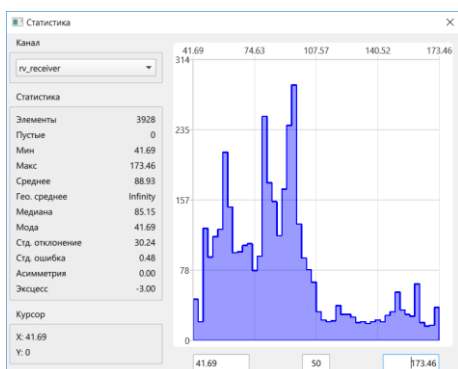 Статистика
Канал
rv_receiver
Статистика
Элементы 3928
Пустые 0
Мин 41.69
Макс 173.46
Среднее 88.93
Гео. среднее Infinity
Медиана 85.15
Мода 41.69
Стд. отклонение 30.24
Стд. ошибка 0.48
Асимметрия 0.00
Эксцесс -3.00
Курсор
X: 41.69
Y: 0
41.69 74.63 107.57 140.52 173.46
314
235
157
78
0
41.69 50 173.46